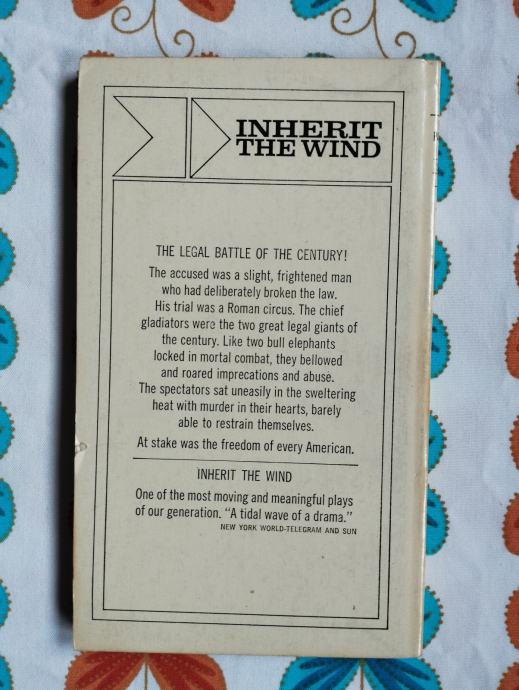 INHERIT
THE WIND
THE LEGAL BATTLE OF THE CENTURY!
The accused was a slight, frightened man
who had deliberately broken the law.
His trial was a Roman circus. The chief
gladiators were the two great legal giants of
the century. Like two bull elephants
locked in mortal combat, they bellowed
and roared imprecations and abuse.
The spectators sat uneasily in the sweltering
heat with murder in their hearts, barely
able to restrain themselves.
At stake was the freedom of every American.
INHERIT THE WIND
One of the most moving and meaningful plays
of our generation. “A tidal wave of a drama.”
NEW YORK WORLD-TELEGRAM AND SUN